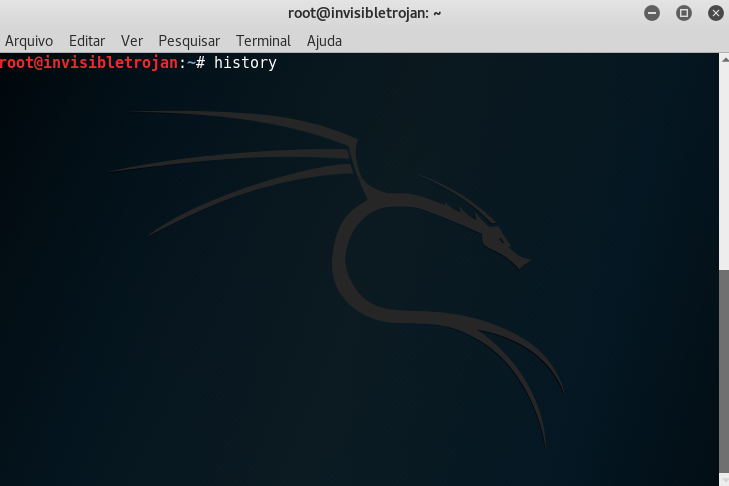 root@invisibletrojan: ~
Arquivo Editar Ver Pesquisar Terminal Ajuda
root@invisibletrojan:~# history